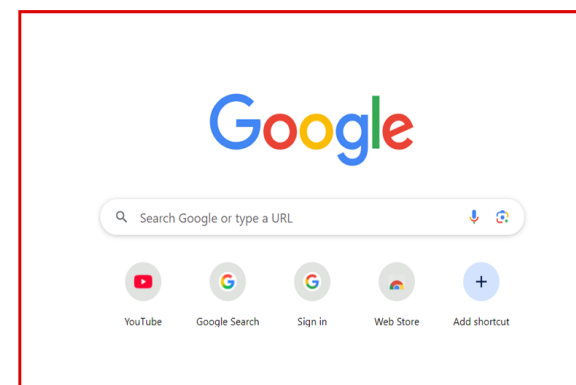 Google
Search Google or type a URL
YouTube
Google Search
Sign in
Web Store
Add shortcut